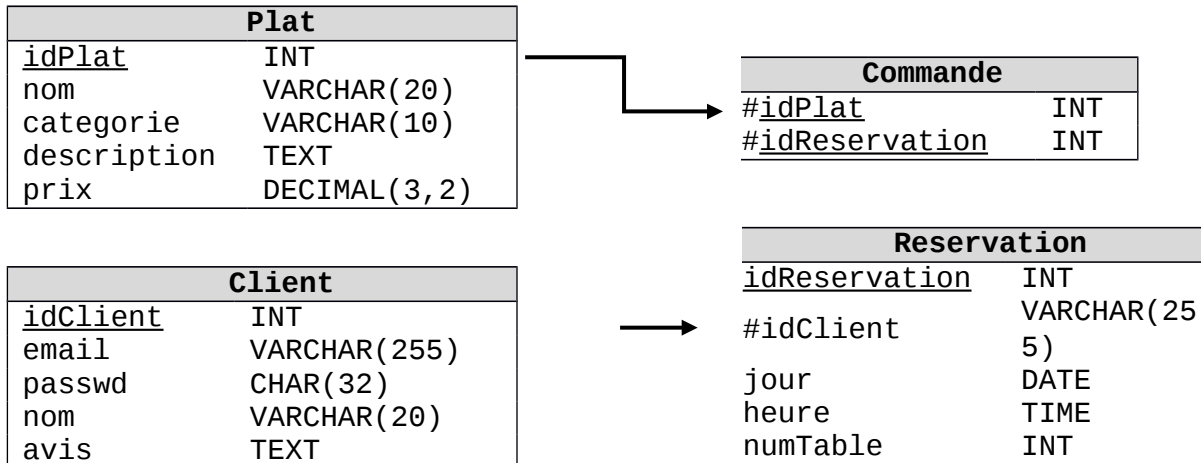 Plat
idPlat INT
nom VARCHAR(20)
categorie VARCHAR(10)
description TEXT
prix DECIMAL(3,2)
Commande
#idPlat INT
#idReservation INT
Client
idClient INT
email VARCHAR(255)
passwd CHAR(32)
nom VARCHAR(20)
avis TEXT
Reservation
idReservation INT
#idClient VARCHAR(25
5)
jour DATE
heure TIME
numTable INT